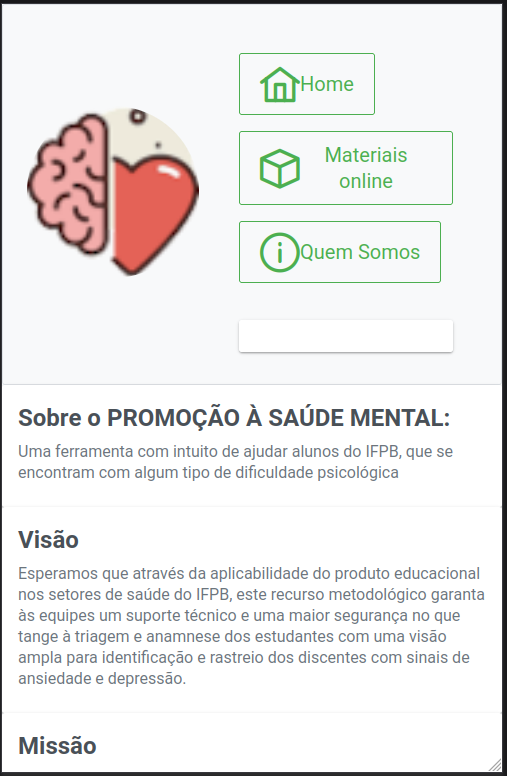 Home
Materiais
online
Quem Somos
Sobre o PROMOÇÃO À SAÚDE MENTAL:
Uma ferramenta com intuito de ajudar alunos do IFPB, que se
encontram com algum tipo de dificuldade psicológica
Visão
Esperamos que através da aplicabilidade do produto educacional
nos setores de saúde do IFPB, este recurso metodológico garanta
às equipes um suporte técnico e uma maior segurança no que
tange à triagem e anamnese dos estudantes com uma visão
ampla para identificação e rastreio dos discentes com sinais de
ansiedade e depressão.
Missão